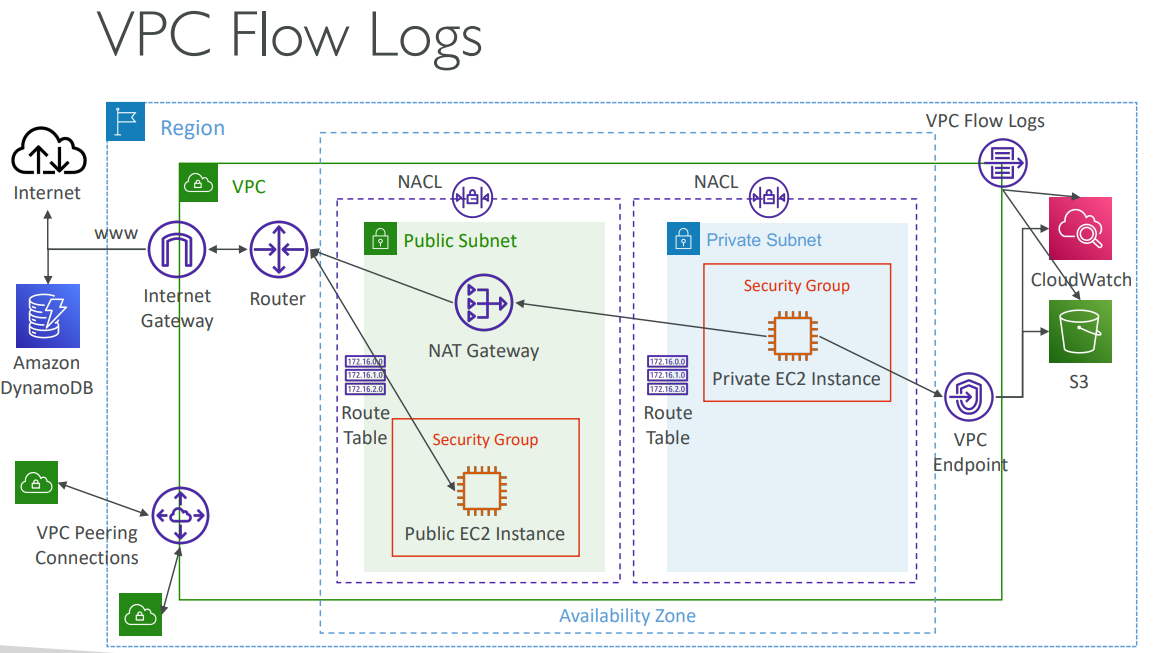 VPC Flow Logs
Region
VPC Flow Logs
Internet
VPC
NACL
NACL
www
Public Subnet
Private Subnet
Internet
Gateway
Router
Security Group
CloudWatch
Amazon
DynamoDB
NAT Gateway
172.16.0.0
172.16.1.0
172.16.2.0
172.16.0.0
172.16.1.0
172.16.2.0
Private EC2 Instance
S3
Route
Table
Route
Table
Security Group
VPC
Endpoint
VPC Peering
Connections
Public EC2 Instance
Availability Zone